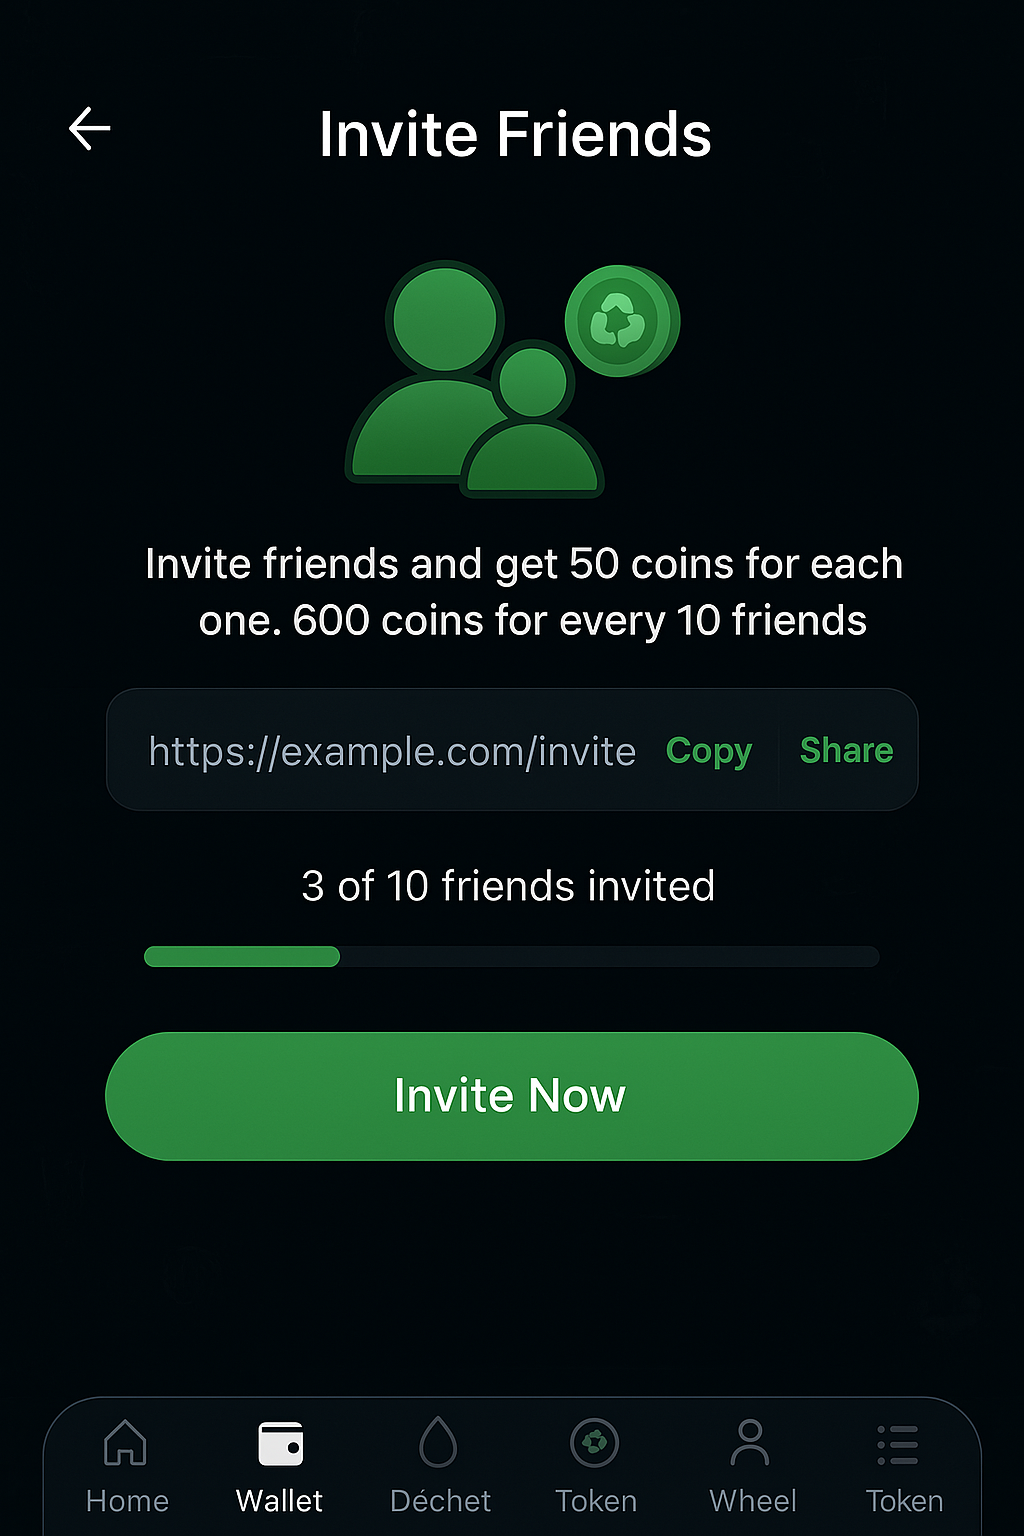 Invite Friends
Invite friends and get 50 coins for each
one. 600 coins for every 10 friends
https://example.com/invite Copy Share
3 of 10 friends invited
Invite Now
Home Wallet Déchet Token Wheel Token